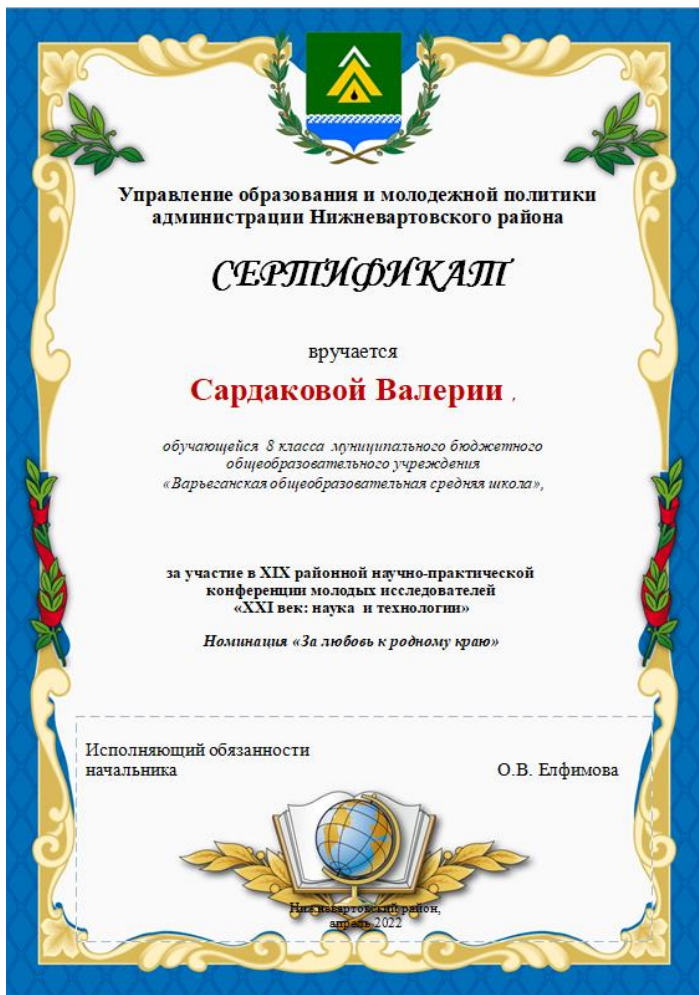 Управление образования и молодежной политики
администрации Нижневартовского района
СЕРТИФИКАТ
вручается
Сардаковой Валерии ,
обучающейся 8 класса муниципального бюджетного
общеобразовательного учреждения
«Варьеганская общеобразовательная средняя школа»,
за участие в XIX районной научно-практической
конференции молодых исследователей
«XXI век: наука и технологии»
Номинация «За любовь к родному краю»
Исполняющий обязанности
начальника
О.В. Елфимова
Нижневартовский район,
апрель 2022